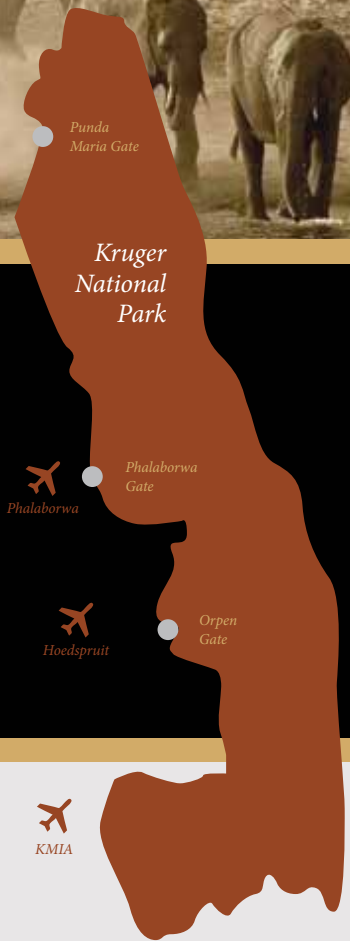 Punda
Maria Gate
Kruger
National
Park
Phalaborwa
Gate
Phalaborwa
Orpen
Gate
Hoedspruit
KMIA